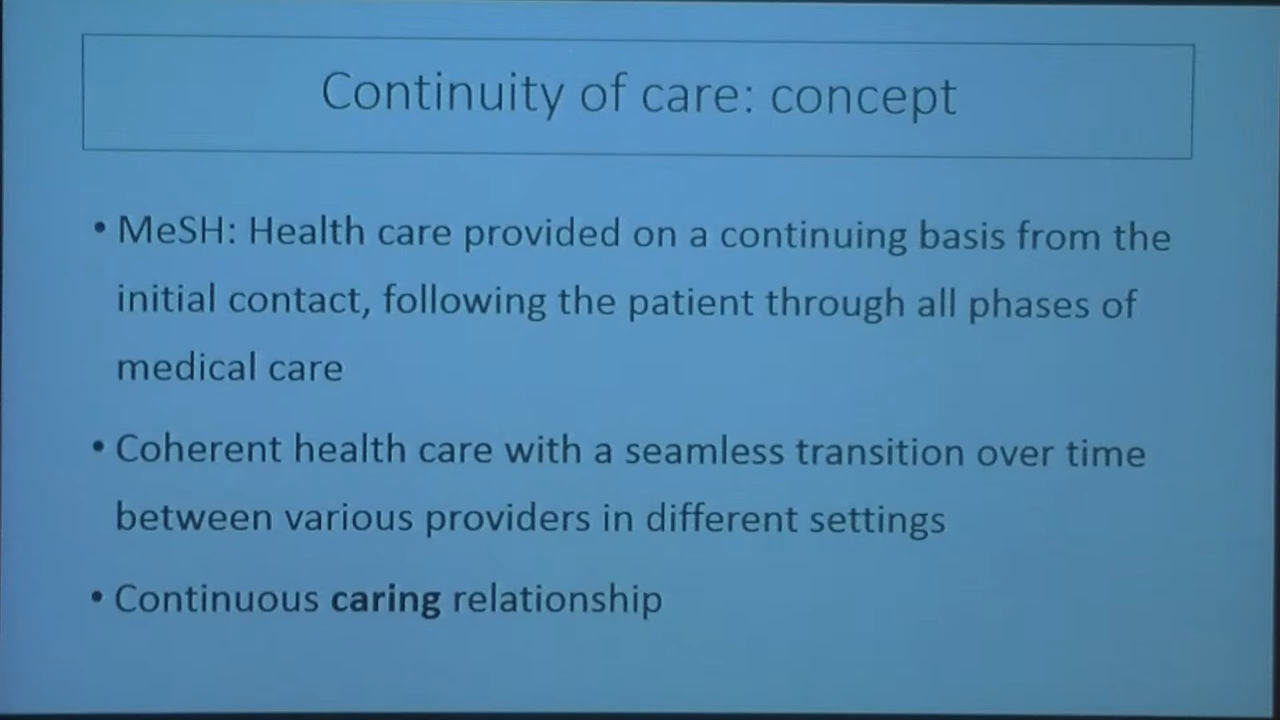 Continuity of care: concept
• MeSH: Health care provided on a continuing basis from the
initial contact, following the patient through all phases of
medical care
• Coherent health care with a seamless transition over time
between various providers in different settings
• Continuous caring relationship